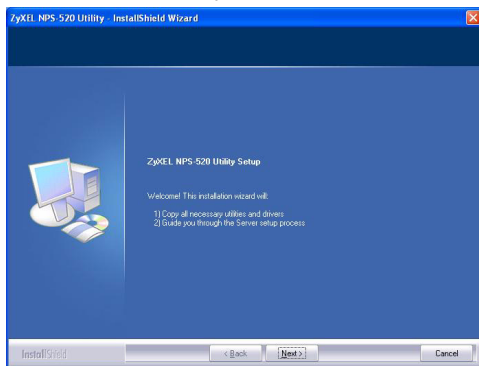 ZyXEL NPS-520 Utility - InstallShield Wizard
ZyXEL NPS-520 Utility Setup
Welcome! This installation wizard will:
1) Copy all necessary utilities and drivers
2) Guide you through the Server setup process
InstallShield
< Back
Next >
Cancel